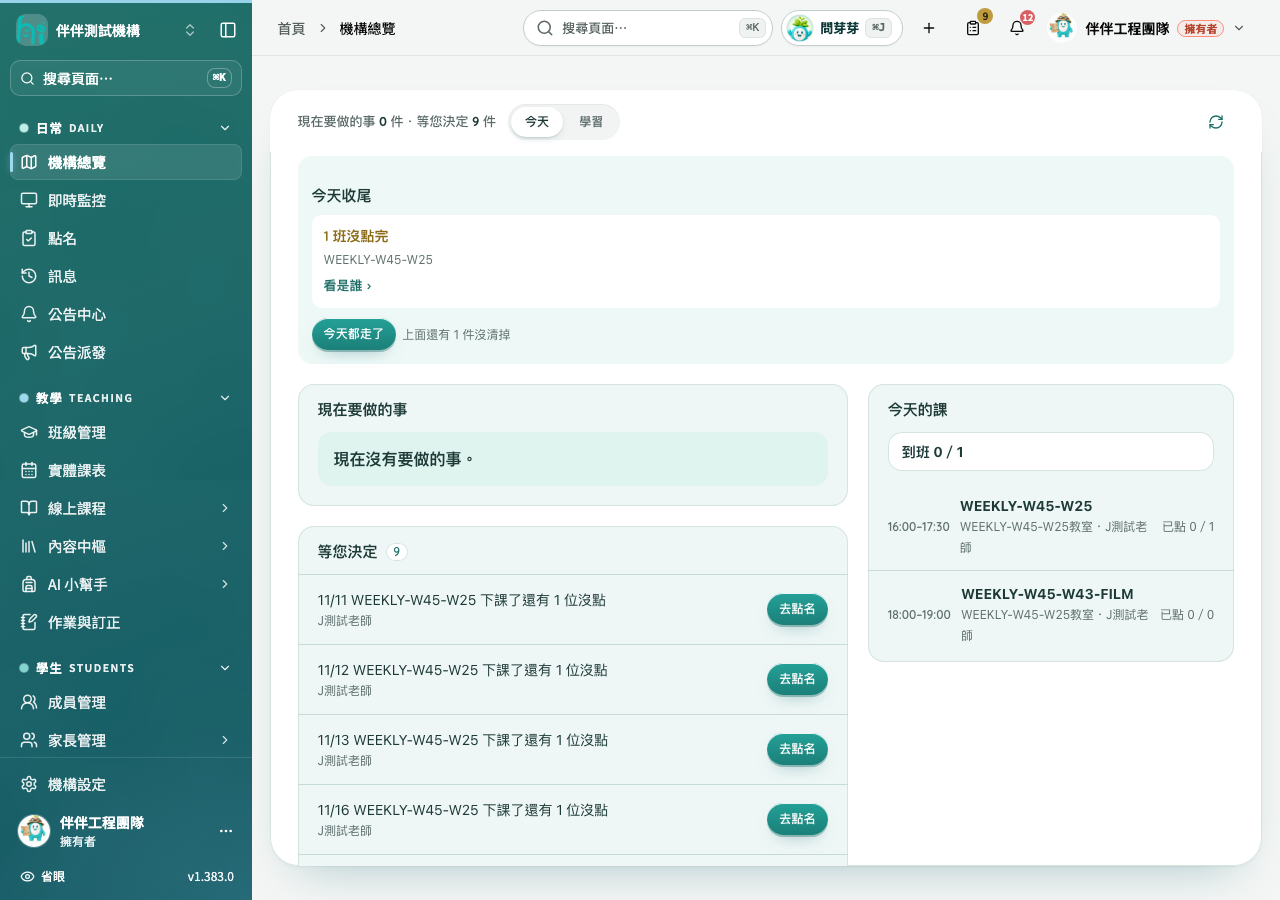 伴伴測試機構
搜尋頁面…
⌘K
日常 DAILY
機構總覽
即時監控
點名
訊息
公告中心
公告派發
教學 TEACHING
班級管理
實體課表
線上課程
內容中樞
AI 小幫手
作業與訂正
學生 STUDENTS
成員管理
家長管理
機構設定
伴伴工程團隊
擁有者
省眼
v1.383.0
首頁
機構總覽
搜尋頁面…
⌘K
問芽芽
⌘J
9
12
伴伴工程團隊
擁有者
現在要做的事 0 件 · 等您決定 9 件
今天
學習
今天收尾
1 班沒點完
WEEKLY-W45-W25
看是誰 ›
今天都走了
上面還有 1 件沒清掉
現在要做的事
現在沒有要做的事。
等您決定
9
11/11 WEEKLY-W45-W25 下課了還有 1 位沒點
J測試老師
去點名
11/12 WEEKLY-W45-W25 下課了還有 1 位沒點
J測試老師
去點名
11/13 WEEKLY-W45-W25 下課了還有 1 位沒點
J測試老師
去點名
11/16 WEEKLY-W45-W25 下課了還有 1 位沒點
J測試老師
去點名
今天的課
到班 0 / 1
WEEKLY-W45-W25
16:00–17:30
WEEKLY-W45-W25教室 · J測試老
師
已點 0 / 1
WEEKLY-W45-W43-FILM
18:00–19:00
WEEKLY-W45-W25教室 · J測試老
師
已點 0 / 0